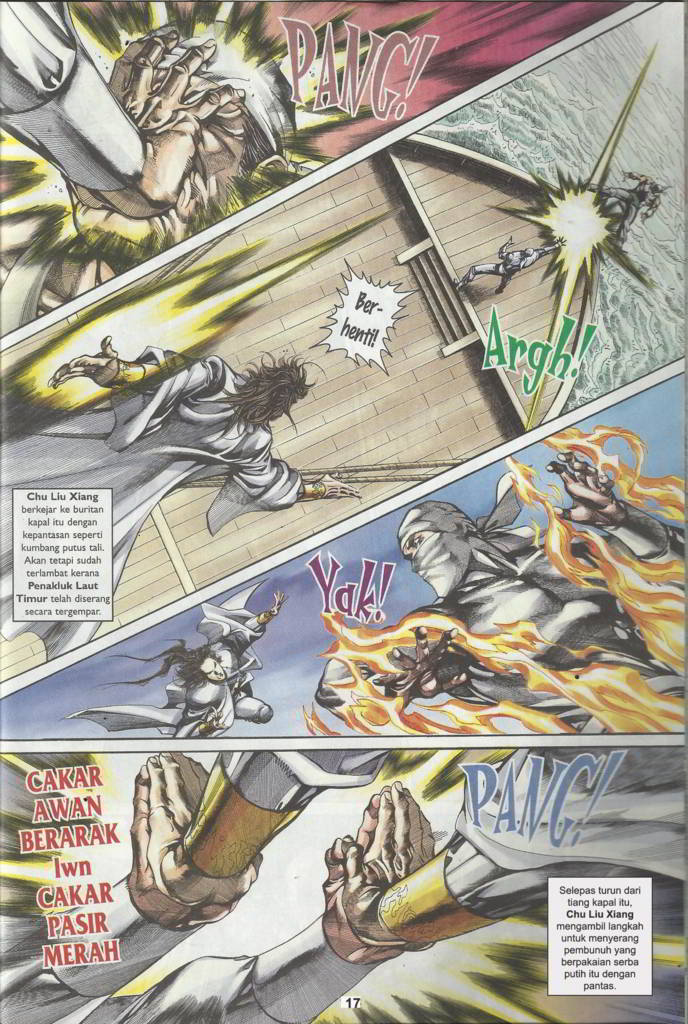 PANG!
Ber-
henti!
Argh!
Chu Liu Xiang
berkejar ke buritan
kapal itu dengan
kepantasan seperti
kumbang putus tali.
Akan tetapi sudah
terlambat kerana
Penakluk Laut
Timur telah diserang
secara tergempar.
Yak!
CAKAR
AWAN
BERARAK
lwn
CAKAR
PASIR
MERAH
PANG!
Selepas turun dari
tiang kapal itu,
Chu Liu Xiang
mengambil langkah
untuk menyerang
pembunuh yang
berpakaian serba
putih itu dengan
pantas.
17